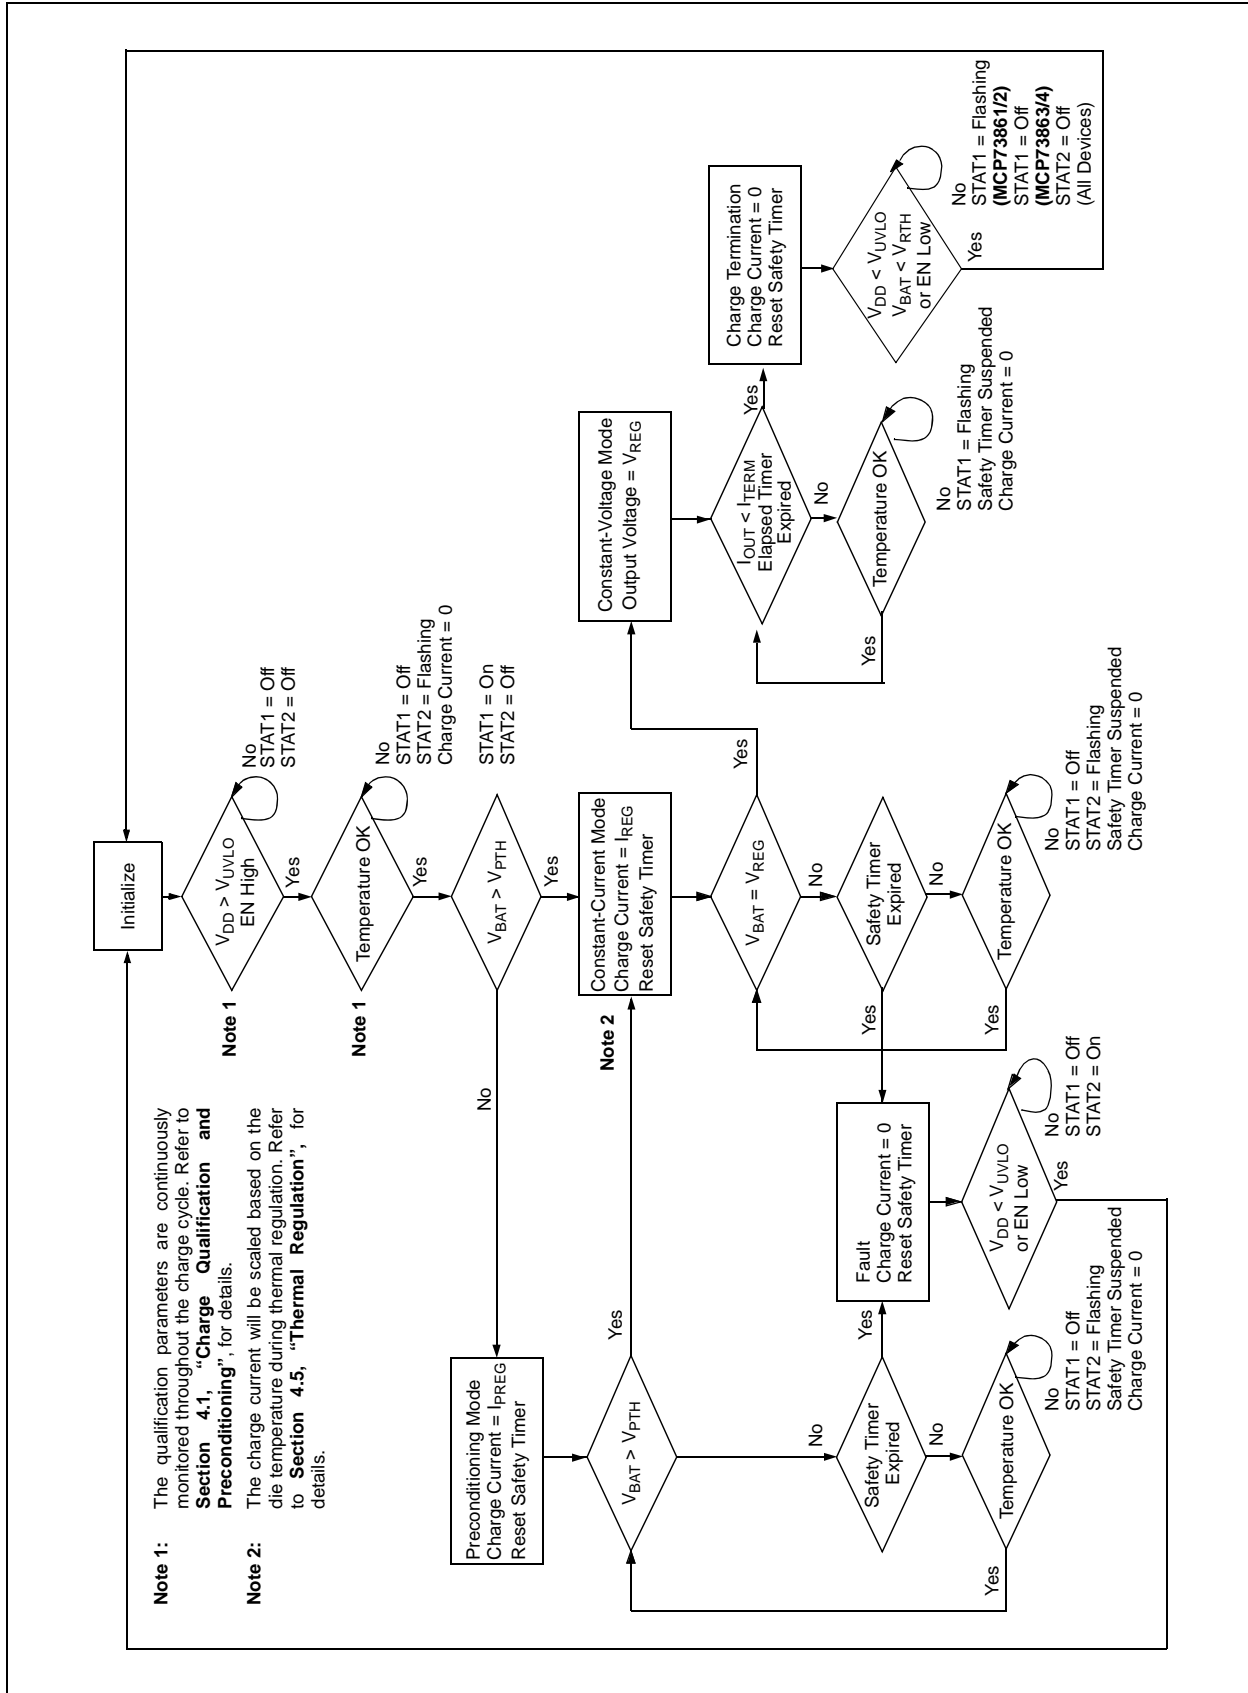 Note 1: The qualification parameters are continuously
monitored throughout the charge cycle. Refer to
Section 4.1, “Charge Qualification and
Preconditioning”, for details.
Note 2: The charge current will be scaled based on the
die temperature during thermal regulation. Refer
to Section 4.5, “Thermal Regulation”, for
details.
Initialize
Note 1
VDD > VUVLO
EN High
No
STAT1 = Off
STAT2 = Off
Yes
Note 1
Temperature OK
No
STAT1 = Off
STAT2 = Flashing
Charge Current = 0
Yes
VBAT > VPTH
STAT1 = On
STAT2 = Off
No
Yes
Preconditioning Mode
Charge Current = IPREG
Reset Safety Timer
Note 2
Constant-Current Mode
Charge Current = IREG
Reset Safety Timer
Constant-Voltage Mode
Output Voltage = VREG
VBAT > VPTH
Yes
No
Safety Timer
Expired
Yes
No
Temperature OK
Yes
No
STAT1 = Off
STAT2 = Flashing
Safety Timer Suspended
Charge Current = 0
Fault
Charge Current = 0
Reset Safety Timer
VDD < VUVLO
or EN Low
No
STAT1 = Off
STAT2 = On
Yes
VBAT = VREG
Yes
No
Safety Timer
Expired
Yes
No
Temperature OK
Yes
No
STAT1 = Off
STAT2 = Flashing
Safety Timer Suspended
Charge Current = 0
IOUT < ITERM
Elapsed Timer
Expired
Yes
No
Temperature OK
Yes
No
STAT1 = Flashing
Safety Timer Suspended
Charge Current = 0
Charge Termination
Charge Current = 0
Reset Safety Timer
VDD < VUVLO
VBAT < VRTH
or EN Low
No
STAT1 = Flashing
(MCP73861/2)
STAT1 = Off
(MCP73863/4)
STAT2 = Off
(All Devices)
Yes